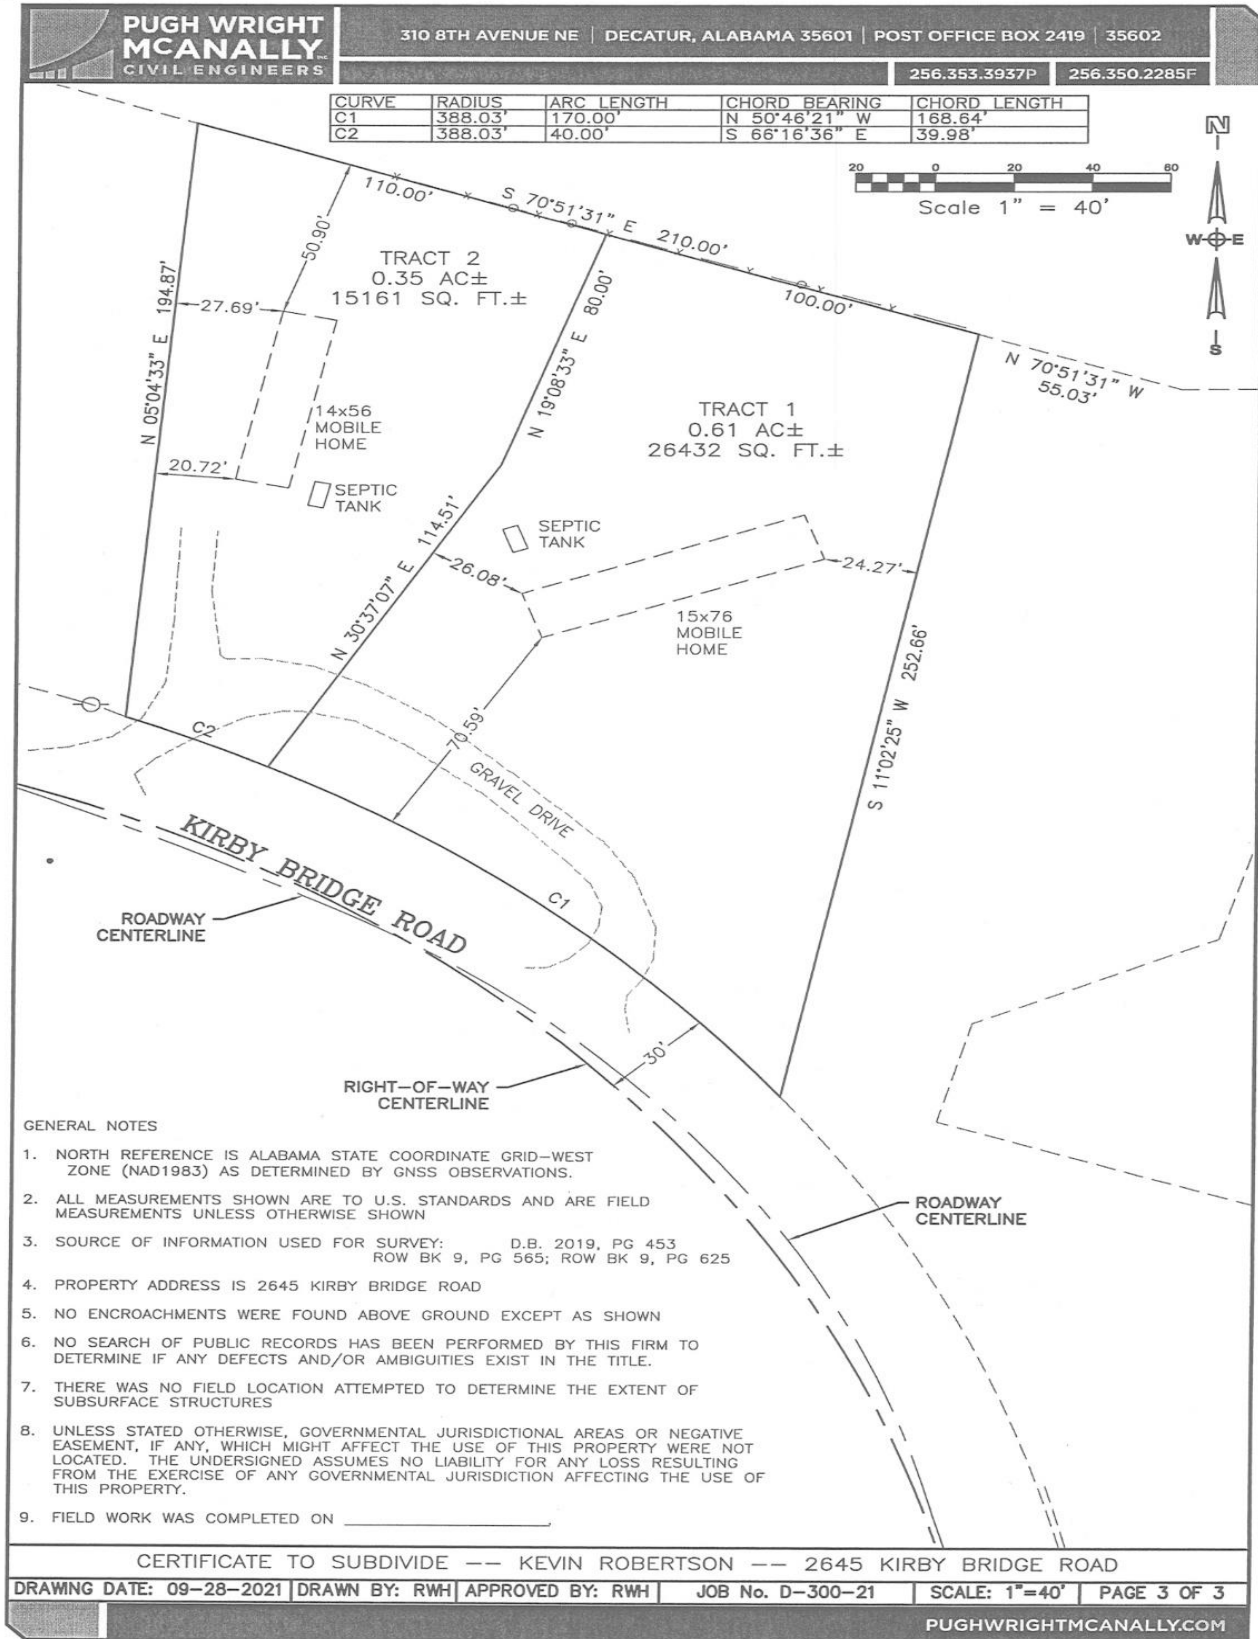 PUGH WRIGHT
MCANALLY
CIVIL ENGINEERS
310 8TH AVENUE NE | DECATUR, ALABAMA 35601 | POST OFFICE BOX 2419 | 35602
256.353.3937P 256.350.2285F
CURVE RADIUS ARC LENGTH CHORD BEARING CHORD LENGTH
C1 388.03' 170.00' N 50°46'21" W 168.64'
C2 388.03' 40.00' S 66°16'36" E 39.98'
N
20 0 20 40 60
Scale 1" = 40'
W E
S
110.00'
S 70°51'31" E 210.00'
100.00'
N 70°51'31" W
55.03'
50.90'
TRACT 2
0.35 AC±
15161 SQ. FT.±
N 05°04'33" E 194.87'
27.69'
N 19°08'33" E 80.00'
14x56
MOBILE
HOME
20.72'
SEPTIC
TANK
TRACT 1
0.61 AC±
26432 SQ. FT.±
SEPTIC
TANK
N 30°37'07" E 114.51'
26.08'
24.27'
15x76
MOBILE
HOME
S 11°02'25" W 252.66'
70.59'
C2
GRAVEL DRIVE
C1
KIRBY BRIDGE ROAD
ROADWAY
CENTERLINE
30'
RIGHT-OF-WAY
CENTERLINE
ROADWAY
CENTERLINE
GENERAL NOTES
1. NORTH REFERENCE IS ALABAMA STATE COORDINATE GRID-WEST
ZONE (NAD1983) AS DETERMINED BY GNSS OBSERVATIONS.
2. ALL MEASUREMENTS SHOWN ARE TO U.S. STANDARDS AND ARE FIELD
MEASUREMENTS UNLESS OTHERWISE SHOWN
3. SOURCE OF INFORMATION USED FOR SURVEY: D.B. 2019, PG 453
ROW BK 9, PG 565; ROW BK 9, PG 625
4. PROPERTY ADDRESS IS 2645 KIRBY BRIDGE ROAD
5. NO ENCROACHMENTS WERE FOUND ABOVE GROUND EXCEPT AS SHOWN
6. NO SEARCH OF PUBLIC RECORDS HAS BEEN PERFORMED BY THIS FIRM TO
DETERMINE IF ANY DEFECTS AND/OR AMBIGUITIES EXIST IN THE TITLE.
7. THERE WAS NO FIELD LOCATION ATTEMPTED TO DETERMINE THE EXTENT OF
SUBSURFACE STRUCTURES
8. UNLESS STATED OTHERWISE, GOVERNMENTAL JURISDICTIONAL AREAS OR NEGATIVE
EASEMENT, IF ANY, WHICH MIGHT AFFECT THE USE OF THIS PROPERTY WERE NOT
LOCATED. THE UNDERSIGNED ASSUMES NO LIABILITY FOR ANY LOSS RESULTING
FROM THE EXERCISE OF ANY GOVERNMENTAL JURISDICTION AFFECTING THE USE OF
THIS PROPERTY.
9. FIELD WORK WAS COMPLETED ON ____________________.
CERTIFICATE TO SUBDIVIDE -- KEVIN ROBERTSON -- 2645 KIRBY BRIDGE ROAD
DRAWING DATE: 09-28-2021 DRAWN BY: RWH APPROVED BY: RWH JOB No. D-300-21 SCALE: 1"=40' PAGE 3 OF 3
PUGHWRIGHTMCANALLY.COM